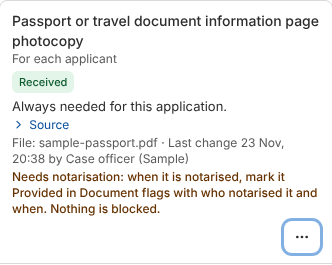 Passport or travel document information page
photocopy
For each applicant
Received
Always needed for this application.
Source
File: sample-passport.pdf · Last change 23 Nov,
20:38 by Case officer (Sample)
Needs notarisation: when it is notarised, mark it
Provided in Document flags with who notarised it and
when. Nothing is blocked.